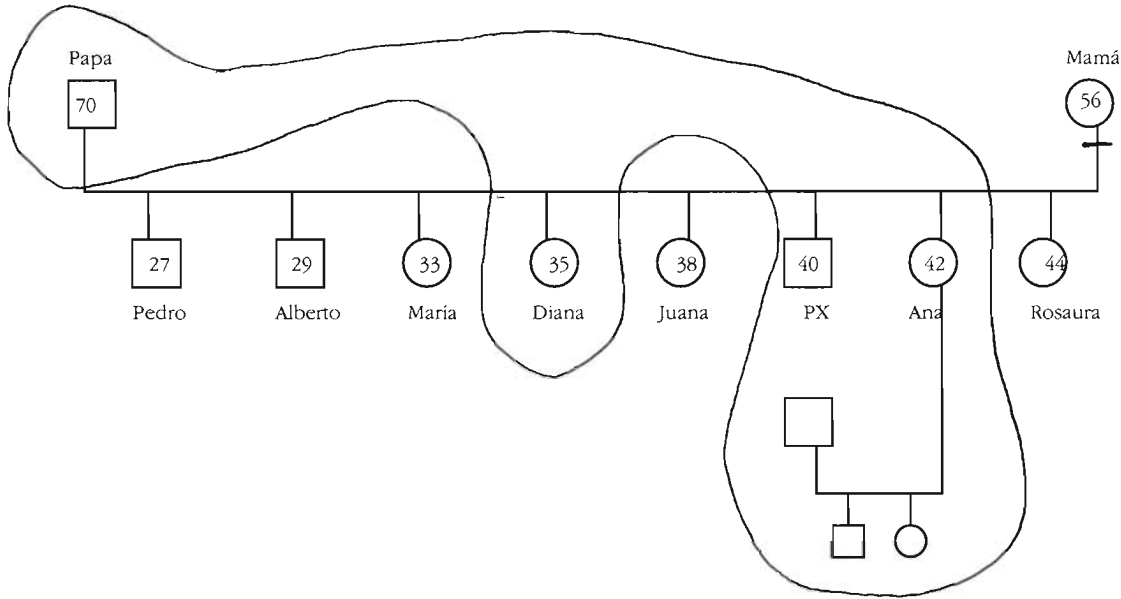 Papa
Mamá
70
56
27
29
33
35
38
40
42
44
Pedro
Alberto
María
Diana
Juana
PX
Ana
Rosaura